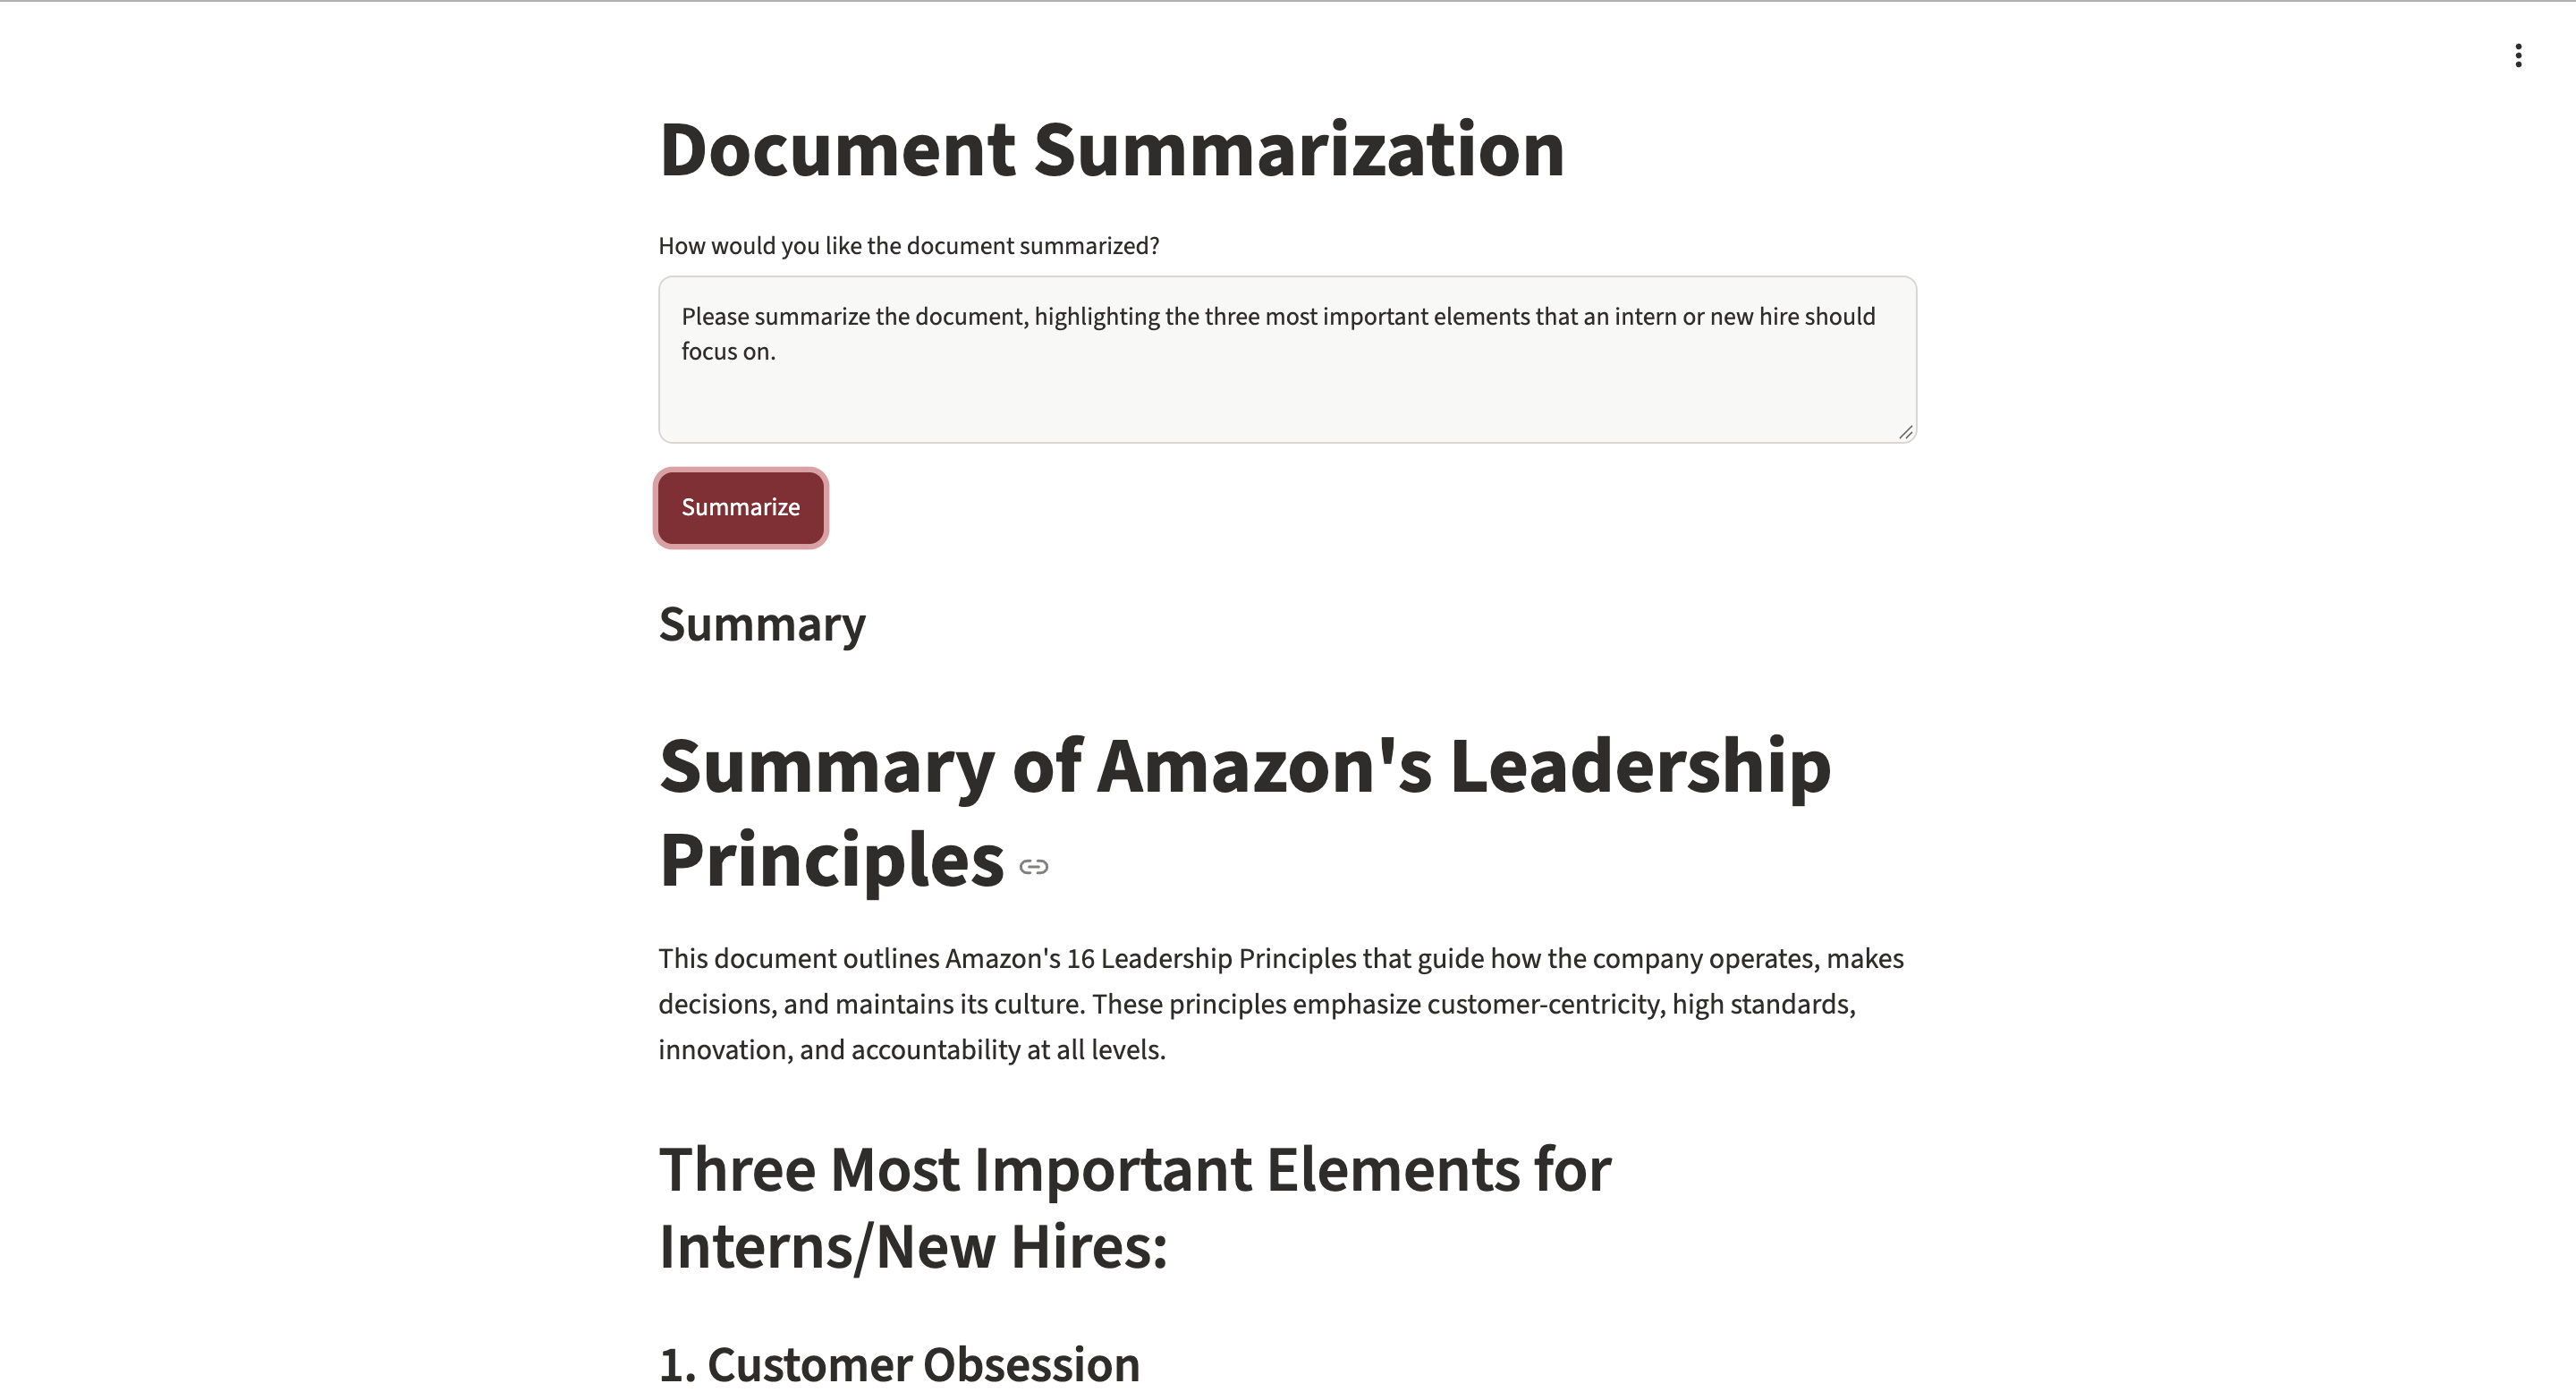 Document Summarization
How would you like the document summarized?
Please summarize the document, highlighting the three most important elements that an intern or new hire should
focus on.
Summarize
Summary
Summary of Amazon's Leadership
Principles
This document outlines Amazon's 16 Leadership Principles that guide how the company operates, makes
decisions, and maintains its culture. These principles emphasize customer-centricity, high standards,
innovation, and accountability at all levels.
Three Most Important Elements for
Interns/New Hires:
1. Customer Obsession